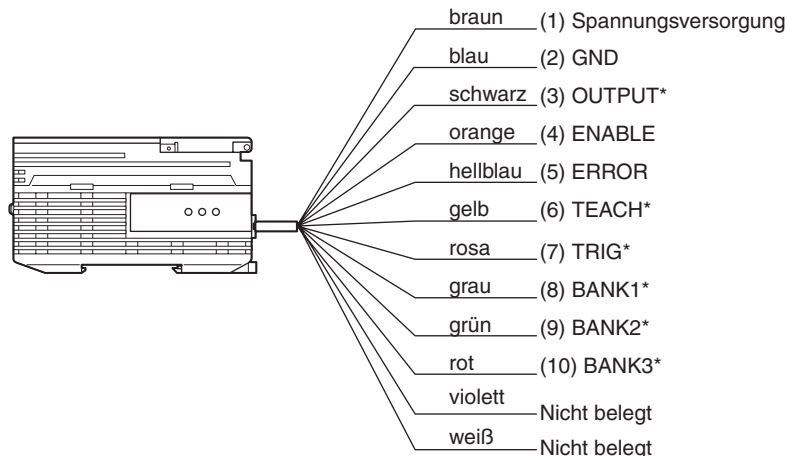 braun (1) Spannungsversorgung
blau (2) GND
schwarz (3) OUTPUT*
orange (4) ENABLE
hellblau (5) ERROR
gelb (6) TEACH*
rosa (7) TRIG*
grau (8) BANK1*
grün (9) BANK2*
rot (10) BANK3*
violett Nicht belegt
weiß Nicht belegt